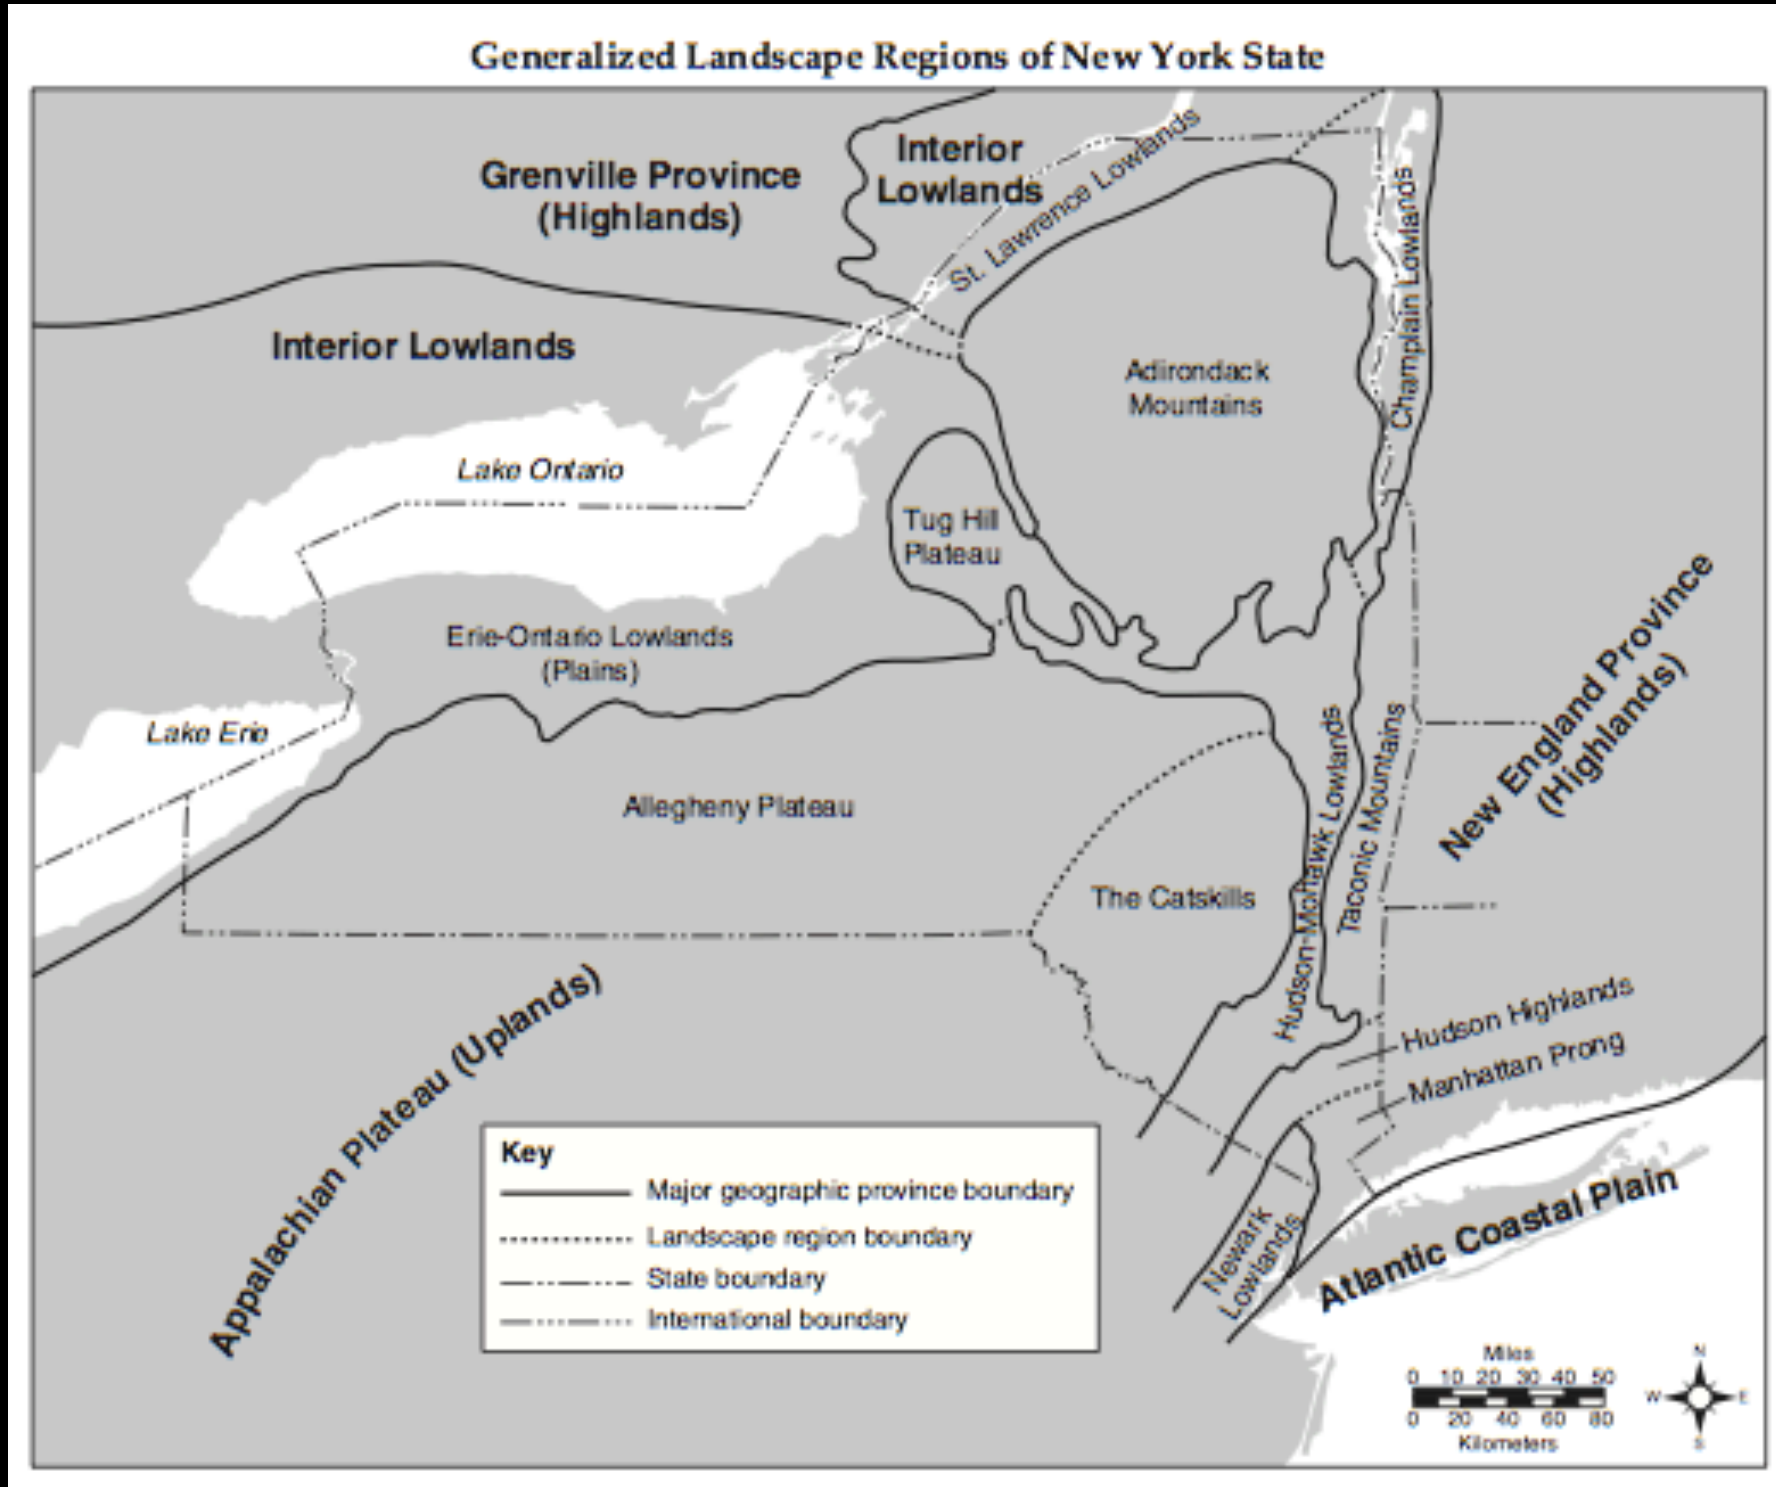 Generalized Landscape Regions of New York State
Grenville Province
(Highlands)
Interior
Lowlands
St. Lawrence Lowlands
Champlain Lowlands
Interior Lowlands
Adirondack
Mountains
Lake Ontario
Tug Hill
Plateau
Erie-Ontario Lowlands
(Plains)
Lake Erie
New England Province
(Highlands)
Allegheny Plateau
The Catskills
Hudson-Mohawk Lowlands
Taconic Mountains
Appalachian Plateau (Uplands)
Hudson Highlands
Manhattan Prong
Newark
Lowlands
Atlantic Coastal Plain
Key
Major geographic province boundary
Landscape region boundary
State boundary
International boundary
Miles
0 10 20 30 40 50
0 20 40 60 80
Kilometers
N
W E
S